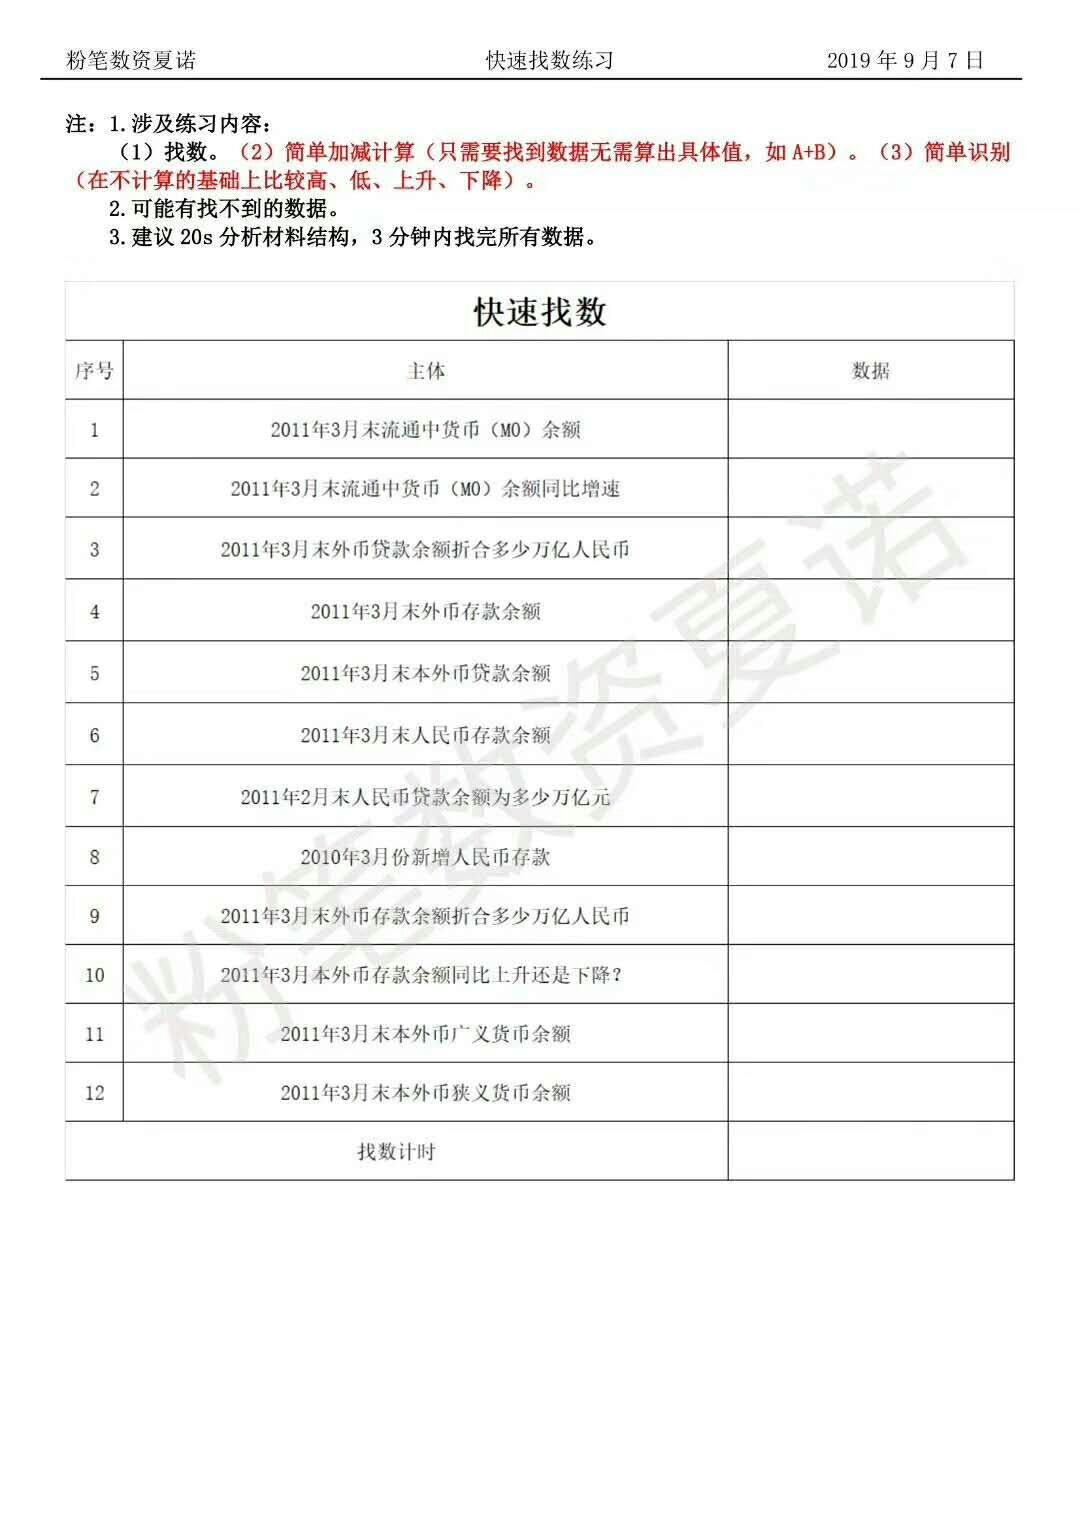 粉笔数资夏诺 快速找数练习 2019 年 9 月 7 日
注：1.涉及练习内容：
（1）找数。（2）简单加减计算（只需要找到数据无需算出具体值，如 A+B）。（3）简单识别
（在不计算的基础上比较高、低、上升、下降）。
2.可能有找不到的数据。
3.建议 20s 分析材料结构，3 分钟内找完所有数据。
快速找数
序号 主体 数据
1 2011年3月末流通中货币（M0）余额
2 2011年3月末流通中货币（M0）余额同比增速
3 2011年3月末外币贷款余额折合多少万亿人民币
4 2011年3月末外币存款余额
5 2011年3月末本外币贷款余额
6 2011年3月末人民币存款余额
7 2011年2月末人民币贷款余额为多少万亿元
8 2010年3月份新增人民币存款
9 2011年3月末外币存款余额折合多少万亿人民币
10 2011年3月本外币存款余额同比上升还是下降？
11 2011年3月末本外币广义货币余额
12 2011年3月末本外币狭义货币余额
找数计时
粉笔数资夏诺